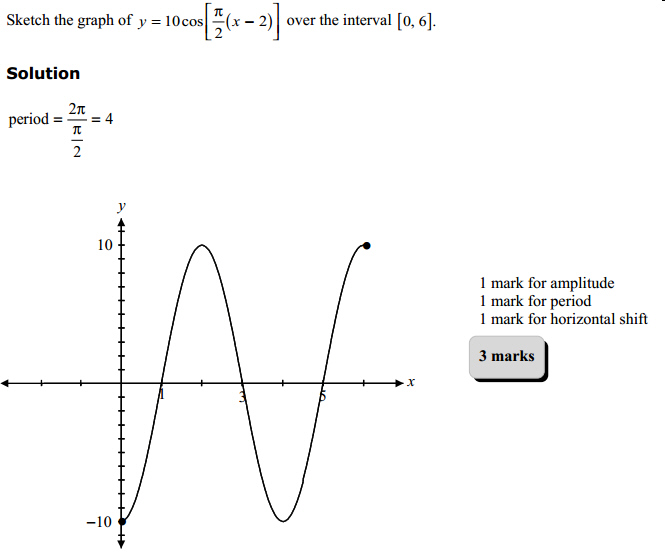 Sketch the graph of y = 10cos[π/2(x − 2)] over the interval [0, 6].
Solution
period = 2π/(π/2) = 4
y
10
1 mark for amplitude
1 mark for period
1 mark for horizontal shift
3 marks
x
1 3 5
−10